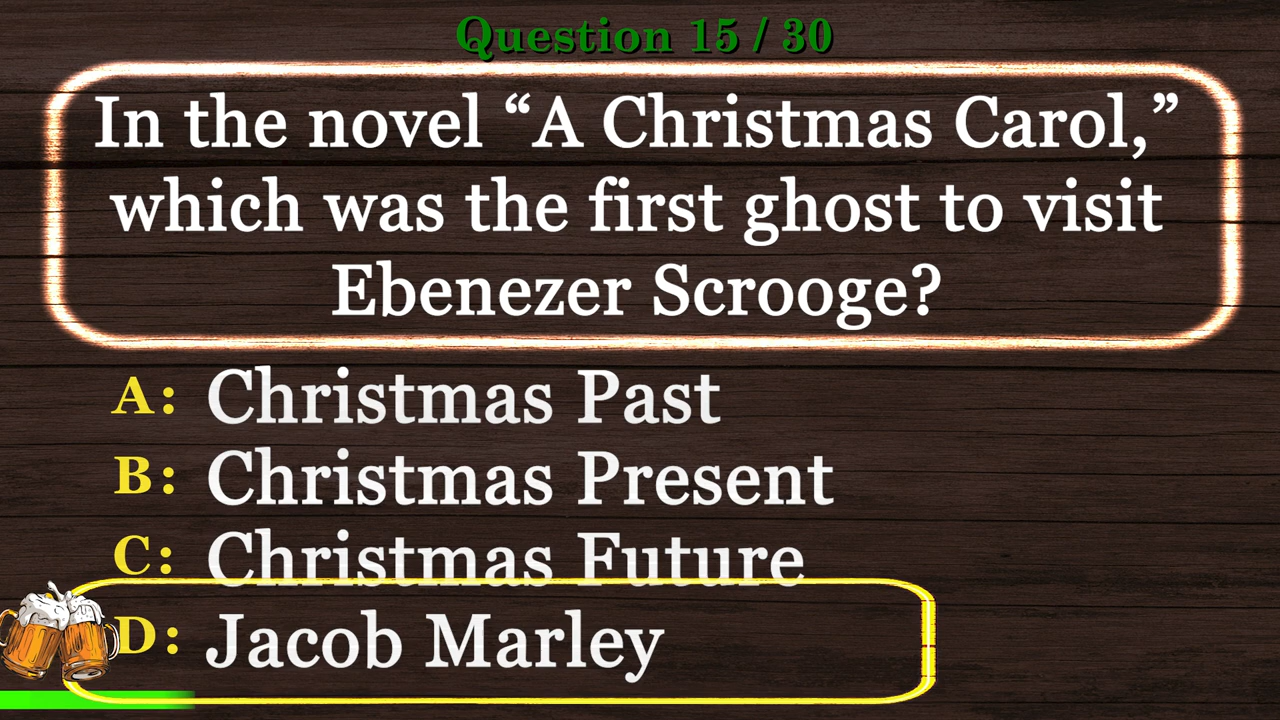 Question 15 / 30
In the novel “A Christmas Carol,”
which was the first ghost to visit
Ebenezer Scrooge?
A: Christmas Past
B: Christmas Present
C: Christmas Future
D: Jacob Marley